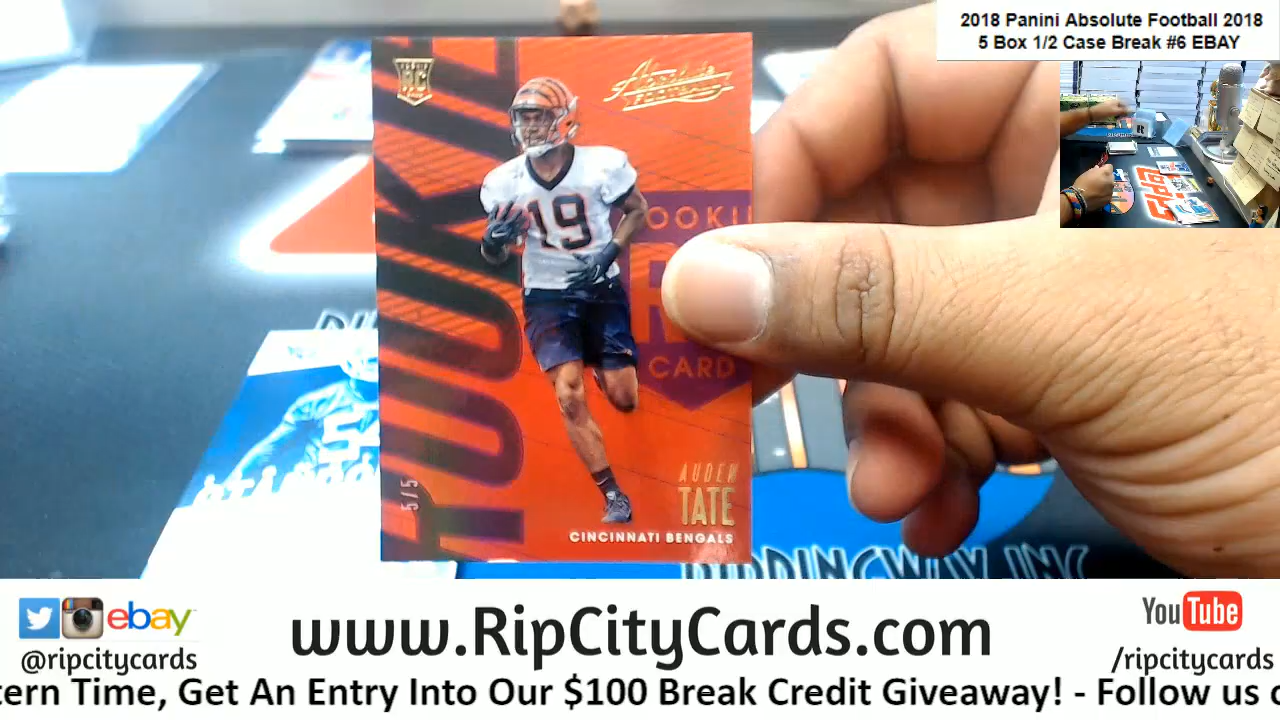 2018 Panini Absolute Football 2018
5 Box 1/2 Case Break #6 EBAY
RC
Absolute
FOOTBALL
ROOKIE
19
CARD
5/5
AUDEN
TATE
CINCINNATI BENGALS
ebay
@ripcitycards
www.RipCityCards.com
YouTube
/ripcitycards
tern Time, Get An Entry Into Our $100 Break Credit Giveaway! - Follow us o